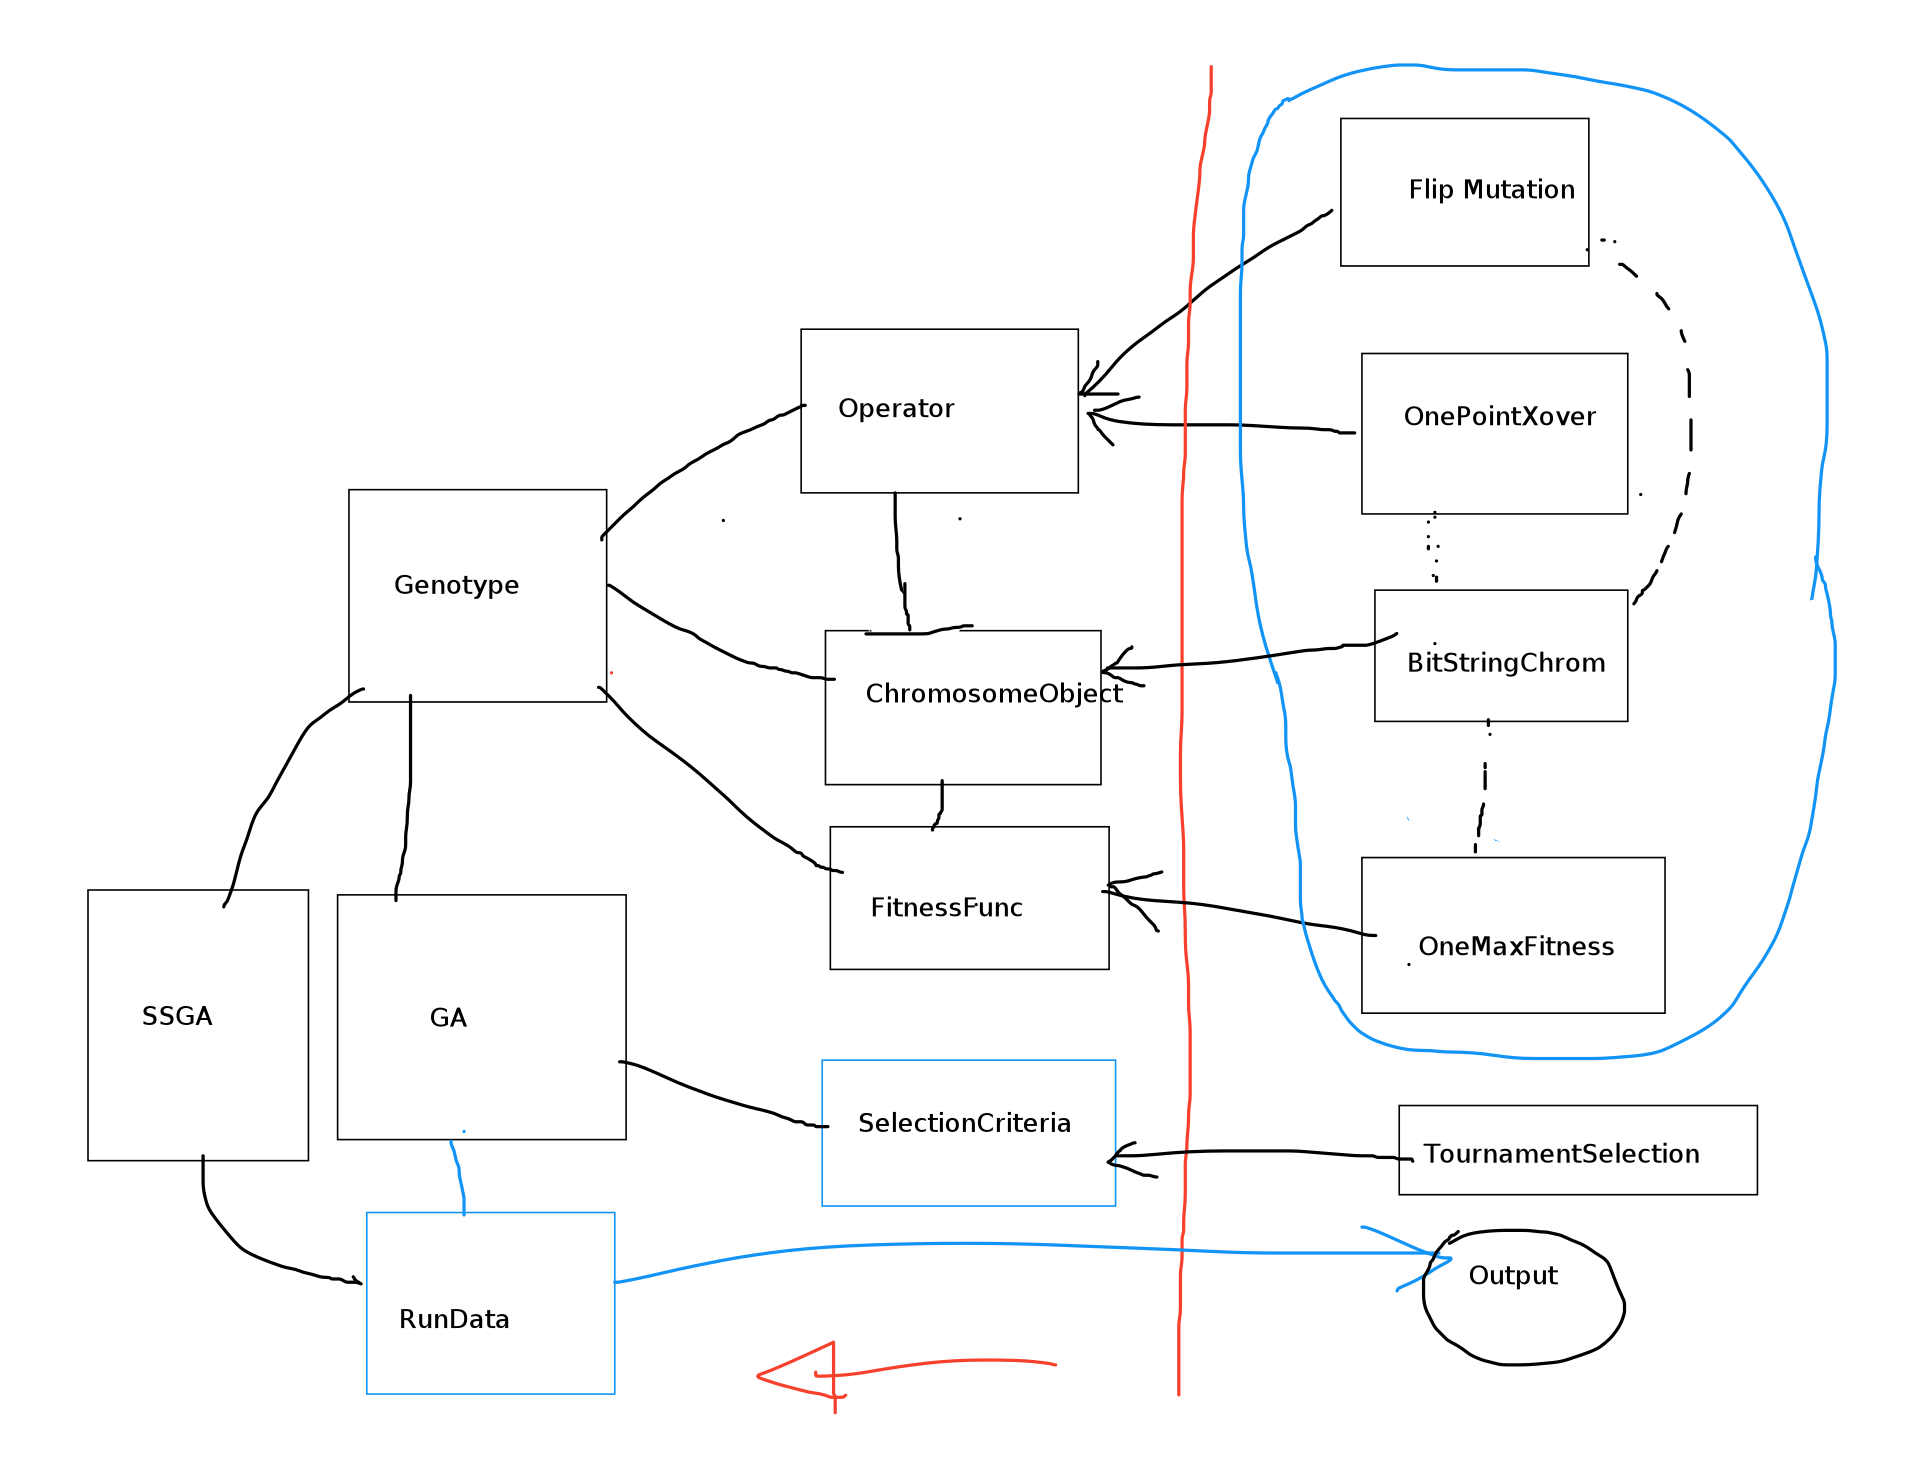 Flip Mutation
Operator
OnePointXover
Genotype
BitStringChrom
ChromosomeObject
FitnessFunc
OneMaxFitness
SSGA
GA
SelectionCriteria
TournamentSelection
Output
RunData